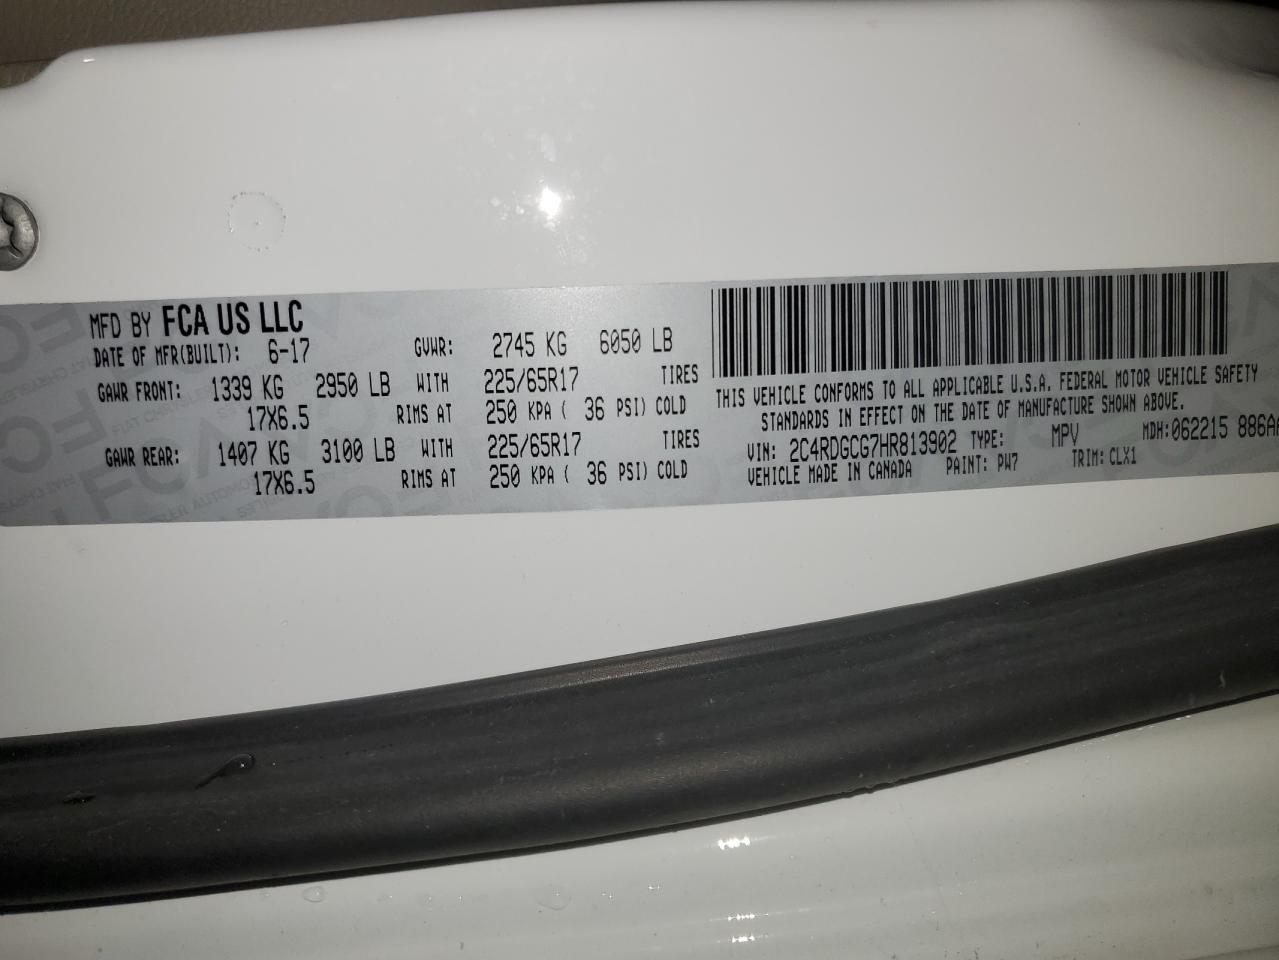 MFD BY FCA US LLC
DATE OF MFR(BUILT): 6-17 GVWR: 2745 KG 6050 LB
GAWR FRONT: 1339 KG 2950 LB WITH 225/65R17 TIRES
17X6.5 RIMS AT 250 KPA ( 36 PSI) COLD
GAWR REAR: 1407 KG 3100 LB WITH 225/65R17 TIRES
17X6.5 RIMS AT 250 KPA ( 36 PSI) COLD
THIS VEHICLE CONFORMS TO ALL APPLICABLE U.S.A. FEDERAL MOTOR VEHICLE SAFETY
STANDARDS IN EFFECT ON THE DATE OF MANUFACTURE SHOWN ABOVE.
VIN: 2C4RDGCG7HR813902 TYPE: MPV MDH:062215 886
VEHICLE MADE IN CANADA PAINT: PW7 TRIM:CLX1